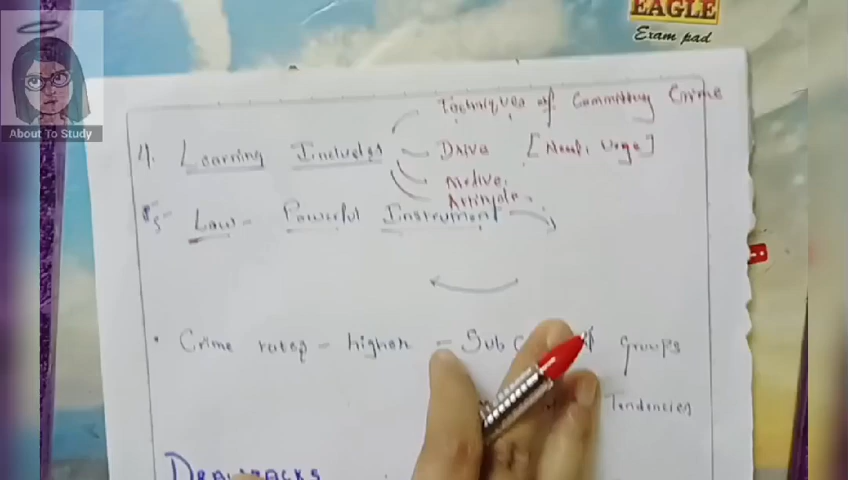 EAGLE
Exam pad
About To Study
Techniques of Committing Crime
4. Learning Includes
Drive [Need, Urge]
Motive,
Attitude
5 Law - Powerful Instrument
• Crime rates - higher - Sub groups
Tendencies
DRAWBACKS